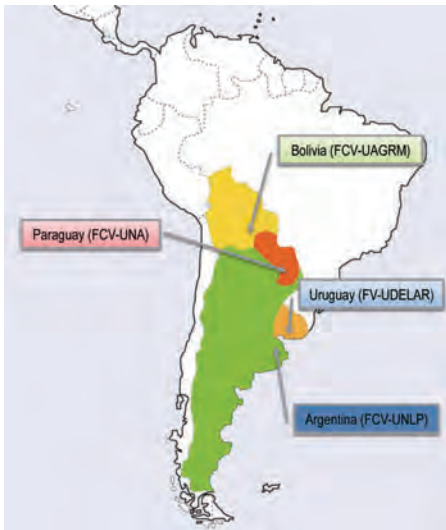 Bolivia (FCV-UAGRM)
Paraguay (FCV-UNA)
Uruguay (FV-UDELAR)
Argentina (FCV-UNLP)